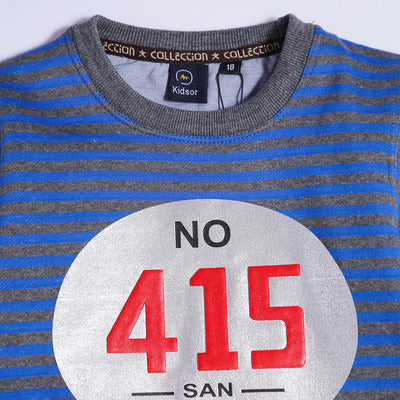 COLLECTION ★ COLLECTION ★ COLLECTION
Kidsor
18
NO
415
SAN